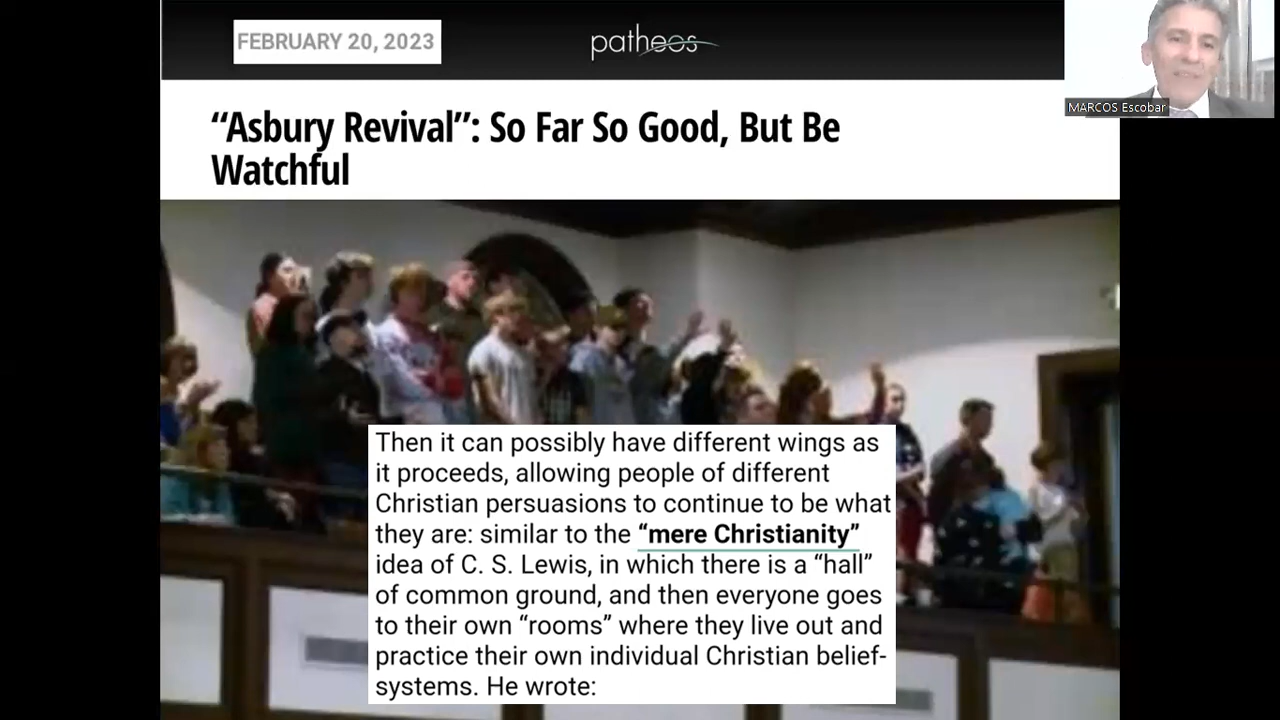 FEBRUARY 20, 2023
patheos
MARCOS Escobar
“Asbury Revival”: So Far So Good, But Be
Watchful
Then it can possibly have different wings as
it proceeds, allowing people of different
Christian persuasions to continue to be what
they are: similar to the “mere Christianity”
idea of C. S. Lewis, in which there is a “hall”
of common ground, and then everyone goes
to their own “rooms” where they live out and
practice their own individual Christian belief-
systems. He wrote: